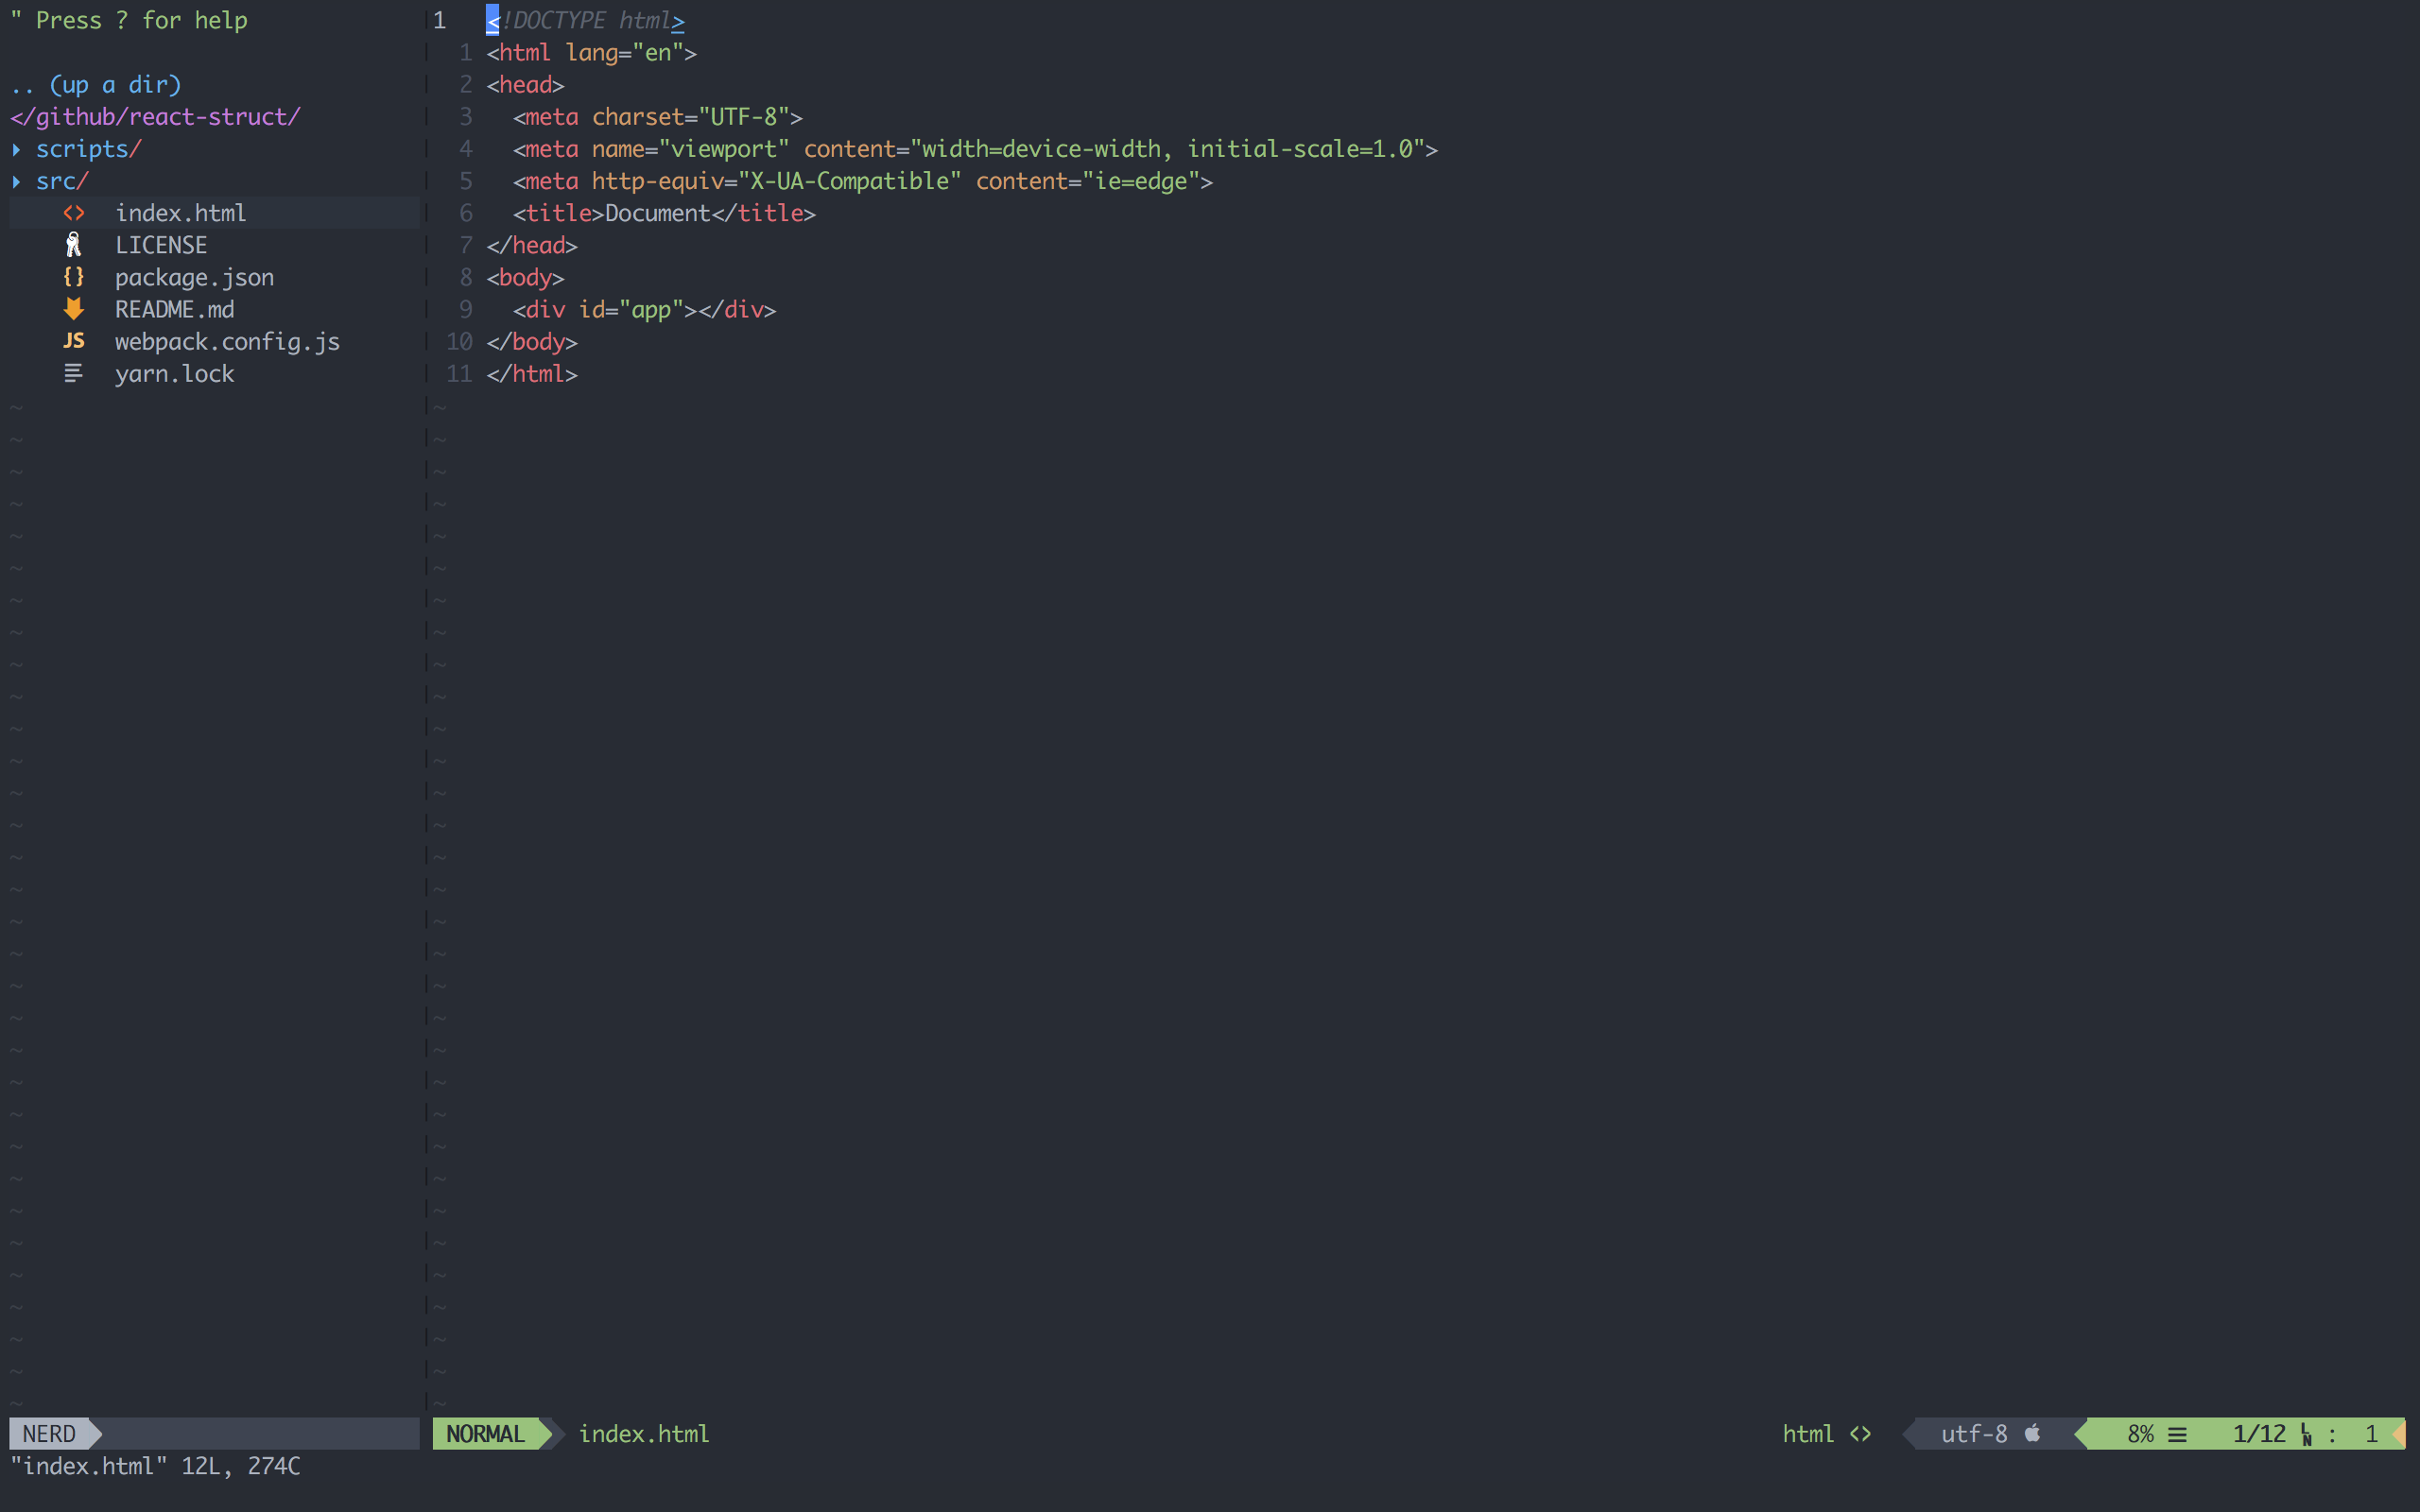 " Press ? for help
.. (up a dir)
</github/react-struct/
▸ scripts/
▸ src/
<> index.html
LICENSE
{} package.json
README.md
JS webpack.config.js
yarn.lock
1 <!DOCTYPE html>
1 <html lang="en">
2 <head>
3   <meta charset="UTF-8">
4   <meta name="viewport" content="width=device-width, initial-scale=1.0">
5   <meta http-equiv="X-UA-Compatible" content="ie=edge">
6   <title>Document</title>
7 </head>
8 <body>
9   <div id="app"></div>
10 </body>
11 </html>
NERD
NORMAL index.html html <> utf-8 8% ☰ 1/12 LN : 1
"index.html" 12L, 274C